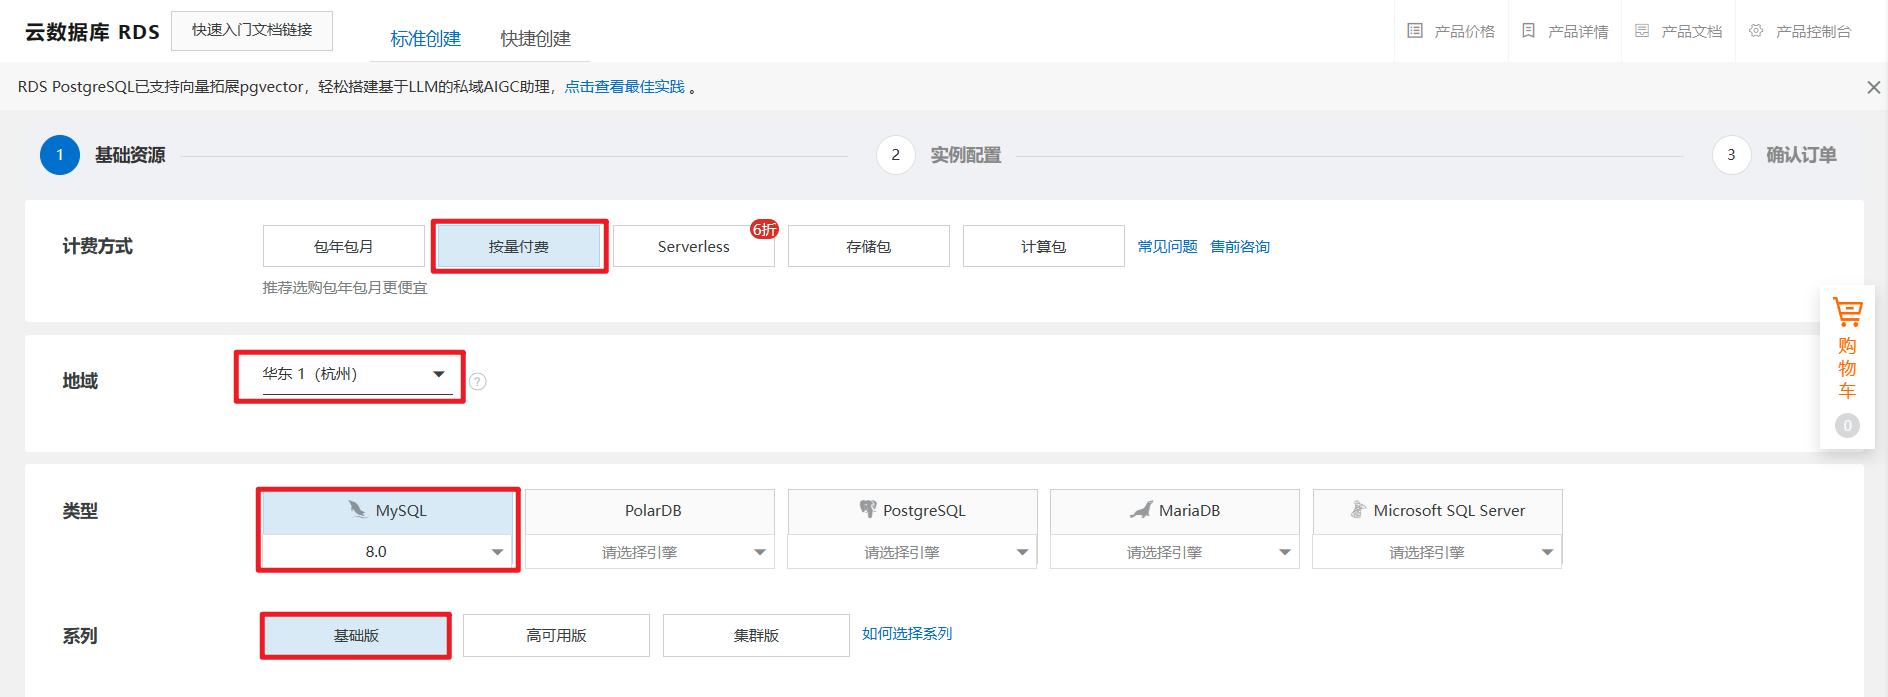 云数据库 RDS 快速入门文档链接 标准创建 快捷创建 产品价格 产品详情 产品文档 产品控制台
RDS PostgreSQL已支持向量拓展pgvector，轻松搭建基于LLM的私域AIGC助理，点击查看最佳实践 。
1 基础资源 2 实例配置 3 确认订单
6折
计费方式 包年包月 按量付费 Serverless 存储包 计算包 常见问题 售前咨询
推荐选购包年包月更便宜
地域 华东 1（杭州） ?
购
物
车
0
类型 MySQL PolarDB PostgreSQL MariaDB Microsoft SQL Server
8.0 请选择引擎 请选择引擎 请选择引擎 请选择引擎
系列 基础版 高可用版 集群版 如何选择系列